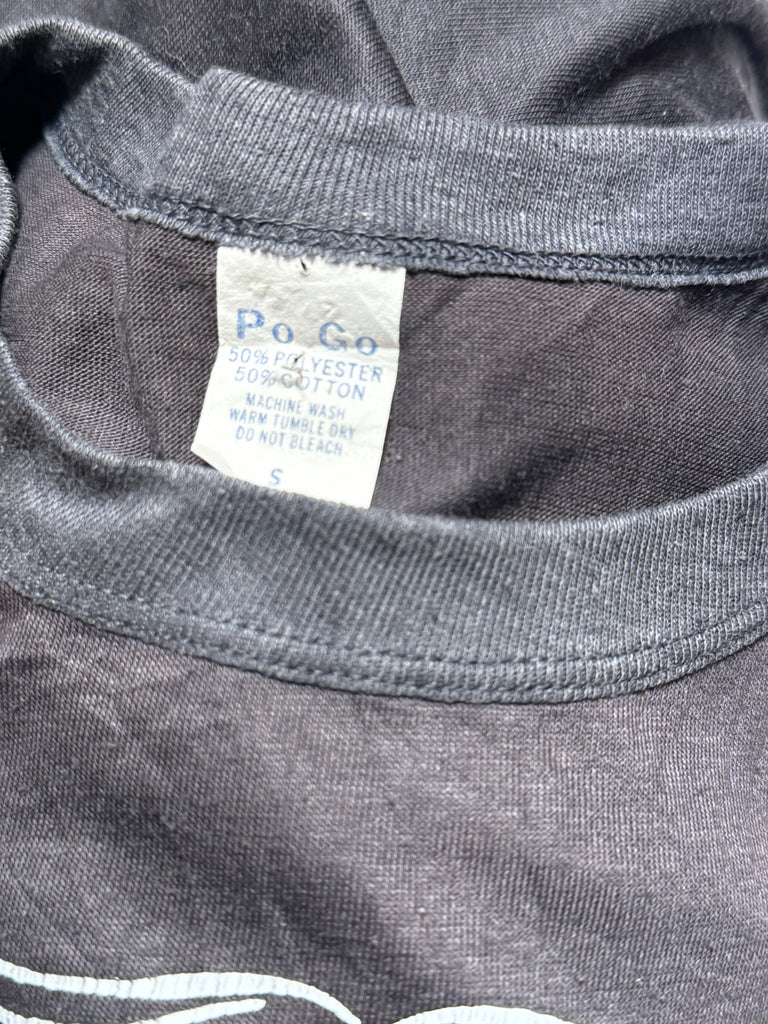 Po Go
50% POLYESTER
50% COTTON
MACHINE WASH
WARM TUMBLE DRY
DO NOT BLEACH
S